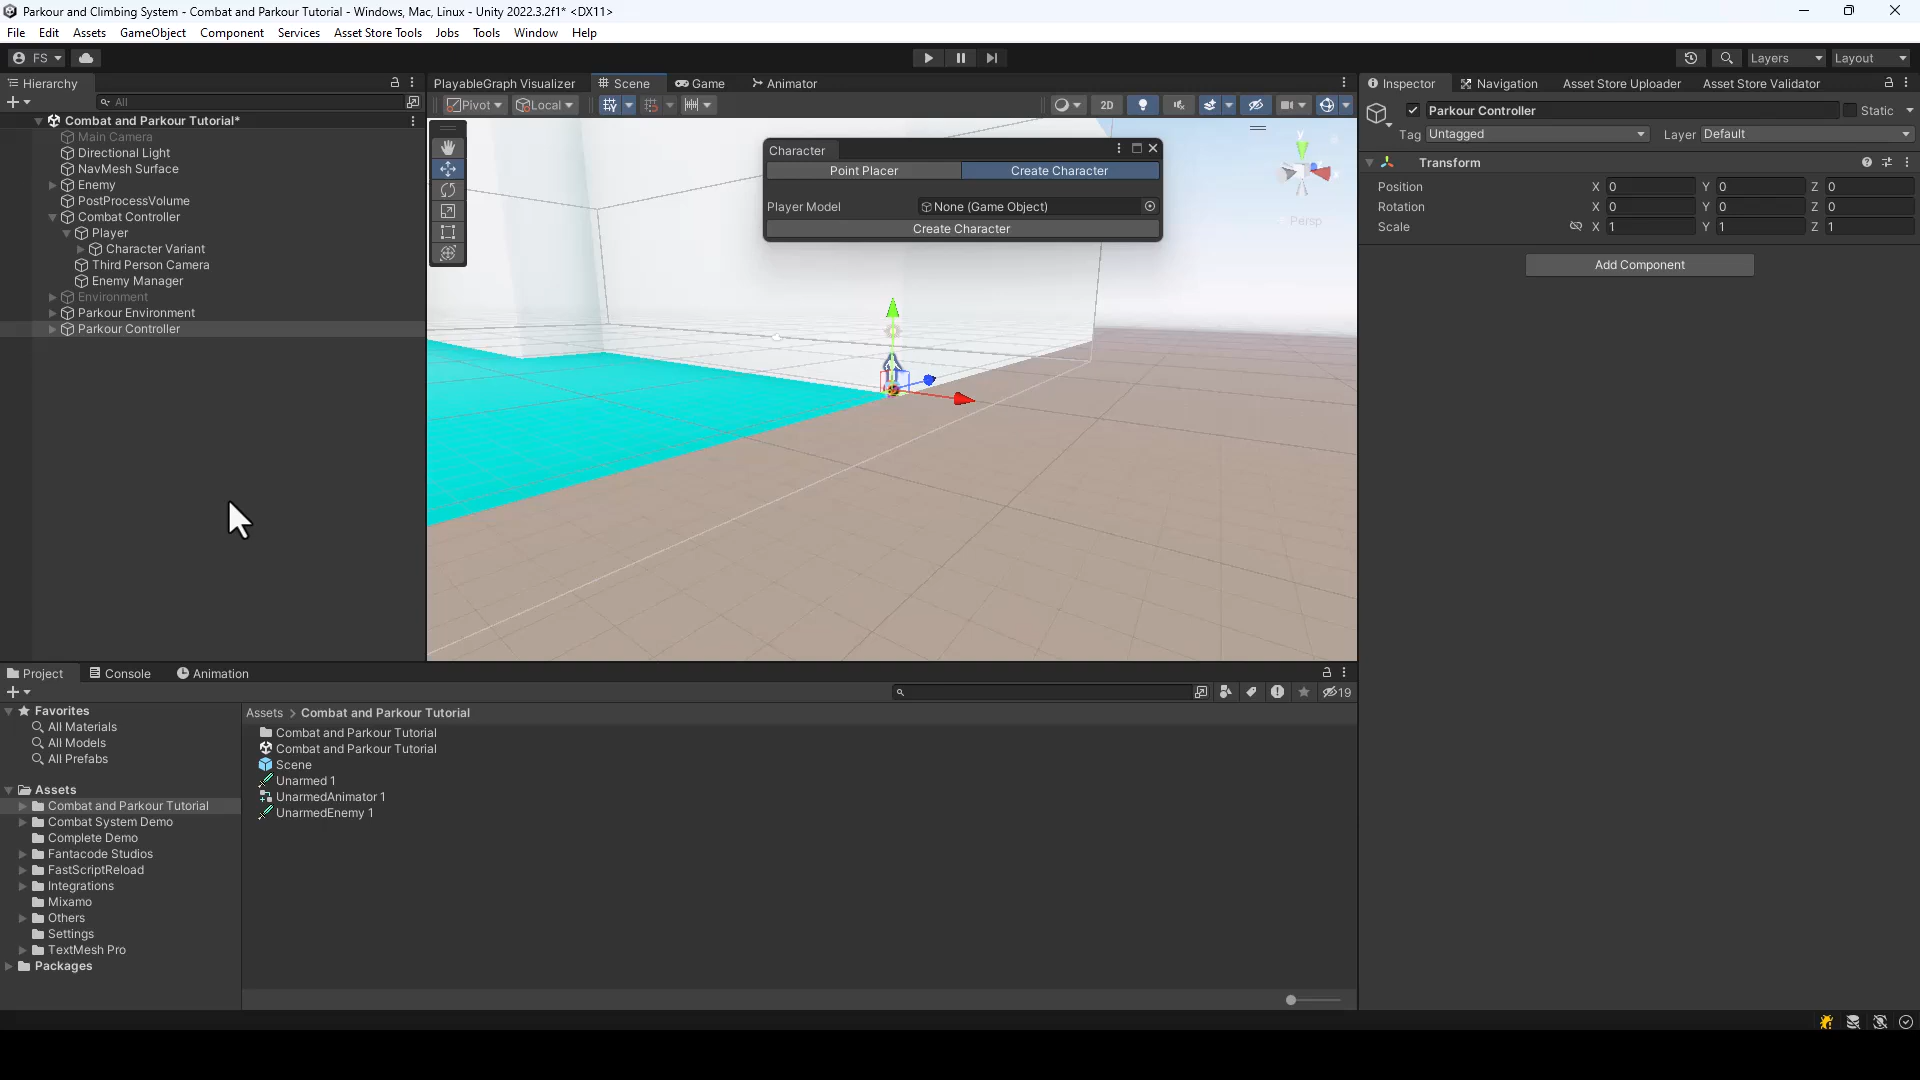 Parkour and Climbing System - Combat and Parkour Tutorial - Windows, Mac, Linux - Unity 2022.3.2f1* <DX11>
File Edit Assets GameObject Component Services Asset Store Tools Jobs Tools Window Help
FS Layers Layout
Hierarchy
All
Combat and Parkour Tutorial*
Main Camera
Directional Light
NavMesh Surface
Enemy
PostProcessVolume
Combat Controller
Player
Character Variant
Third Person Camera
Enemy Manager
Environment
Parkour Environment
Parkour Controller
PlayableGraph Visualizer Scene Game Animator
Pivot Local 2D
Character
Point Placer Create Character
Player Model None (Game Object)
Create Character
y
Persp
Inspector Navigation Asset Store Uploader Asset Store Validator
Parkour Controller Static
Tag Untagged Layer Default
Transform
Position X 0 Y 0 Z 0
Rotation X 0 Y 0 Z 0
Scale X 1 Y 1 Z 1
Add Component
Project Console Animation
19
Favorites
All Materials
All Models
All Prefabs
Assets
Combat and Parkour Tutorial
Combat System Demo
Complete Demo
Fantacode Studios
FastScriptReload
Integrations
Mixamo
Others
Settings
TextMesh Pro
Packages
Assets > Combat and Parkour Tutorial
Combat and Parkour Tutorial
Combat and Parkour Tutorial
Scene
Unarmed 1
UnarmedAnimator 1
UnarmedEnemy 1